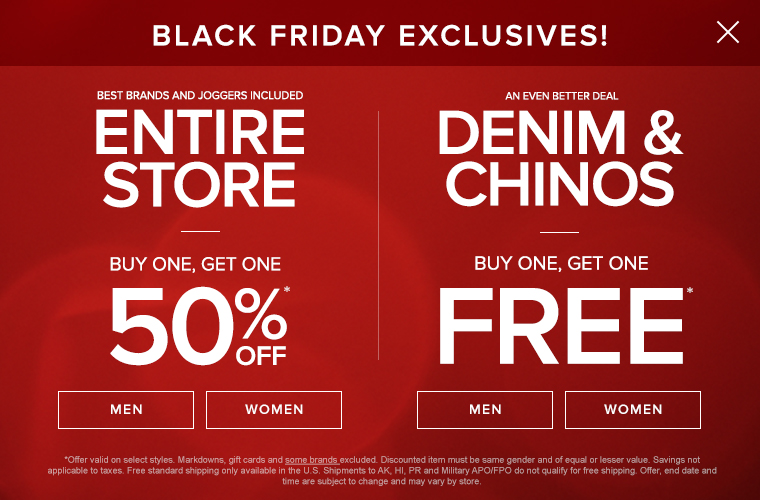 BLACK FRIDAY EXCLUSIVES!
BEST BRANDS AND JOGGERS INCLUDED
ENTIRE
STORE
BUY ONE, GET ONE
50%*
OFF
MEN
WOMEN
AN EVEN BETTER DEAL
DENIM &
CHINOS
BUY ONE, GET ONE
FREE*
MEN
WOMEN
*Offer valid on select styles. Markdowns, gift cards and some brands excluded. Discounted item must be same gender and of equal or lesser value. Savings not
applicable to taxes. Free standard shipping only available in the U.S. Shipments to AK, HI, PR and Military APO/FPO do not qualify for free shipping. Offer, end date and
time are subject to change and may vary by store.